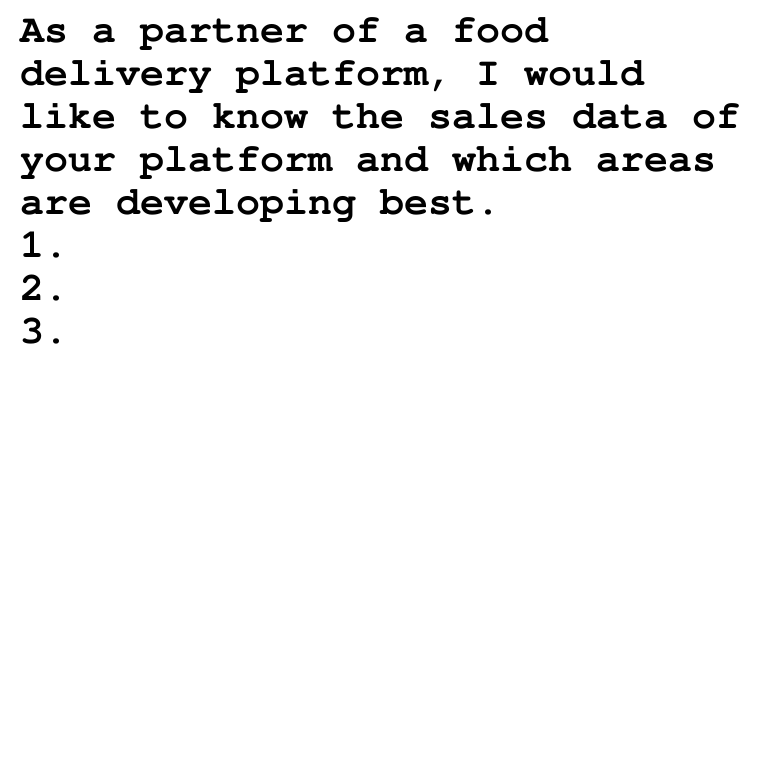 As a partner of a food
delivery platform, I would
like to know the sales data of
your platform and which areas
are developing best.
1.
2.
3.